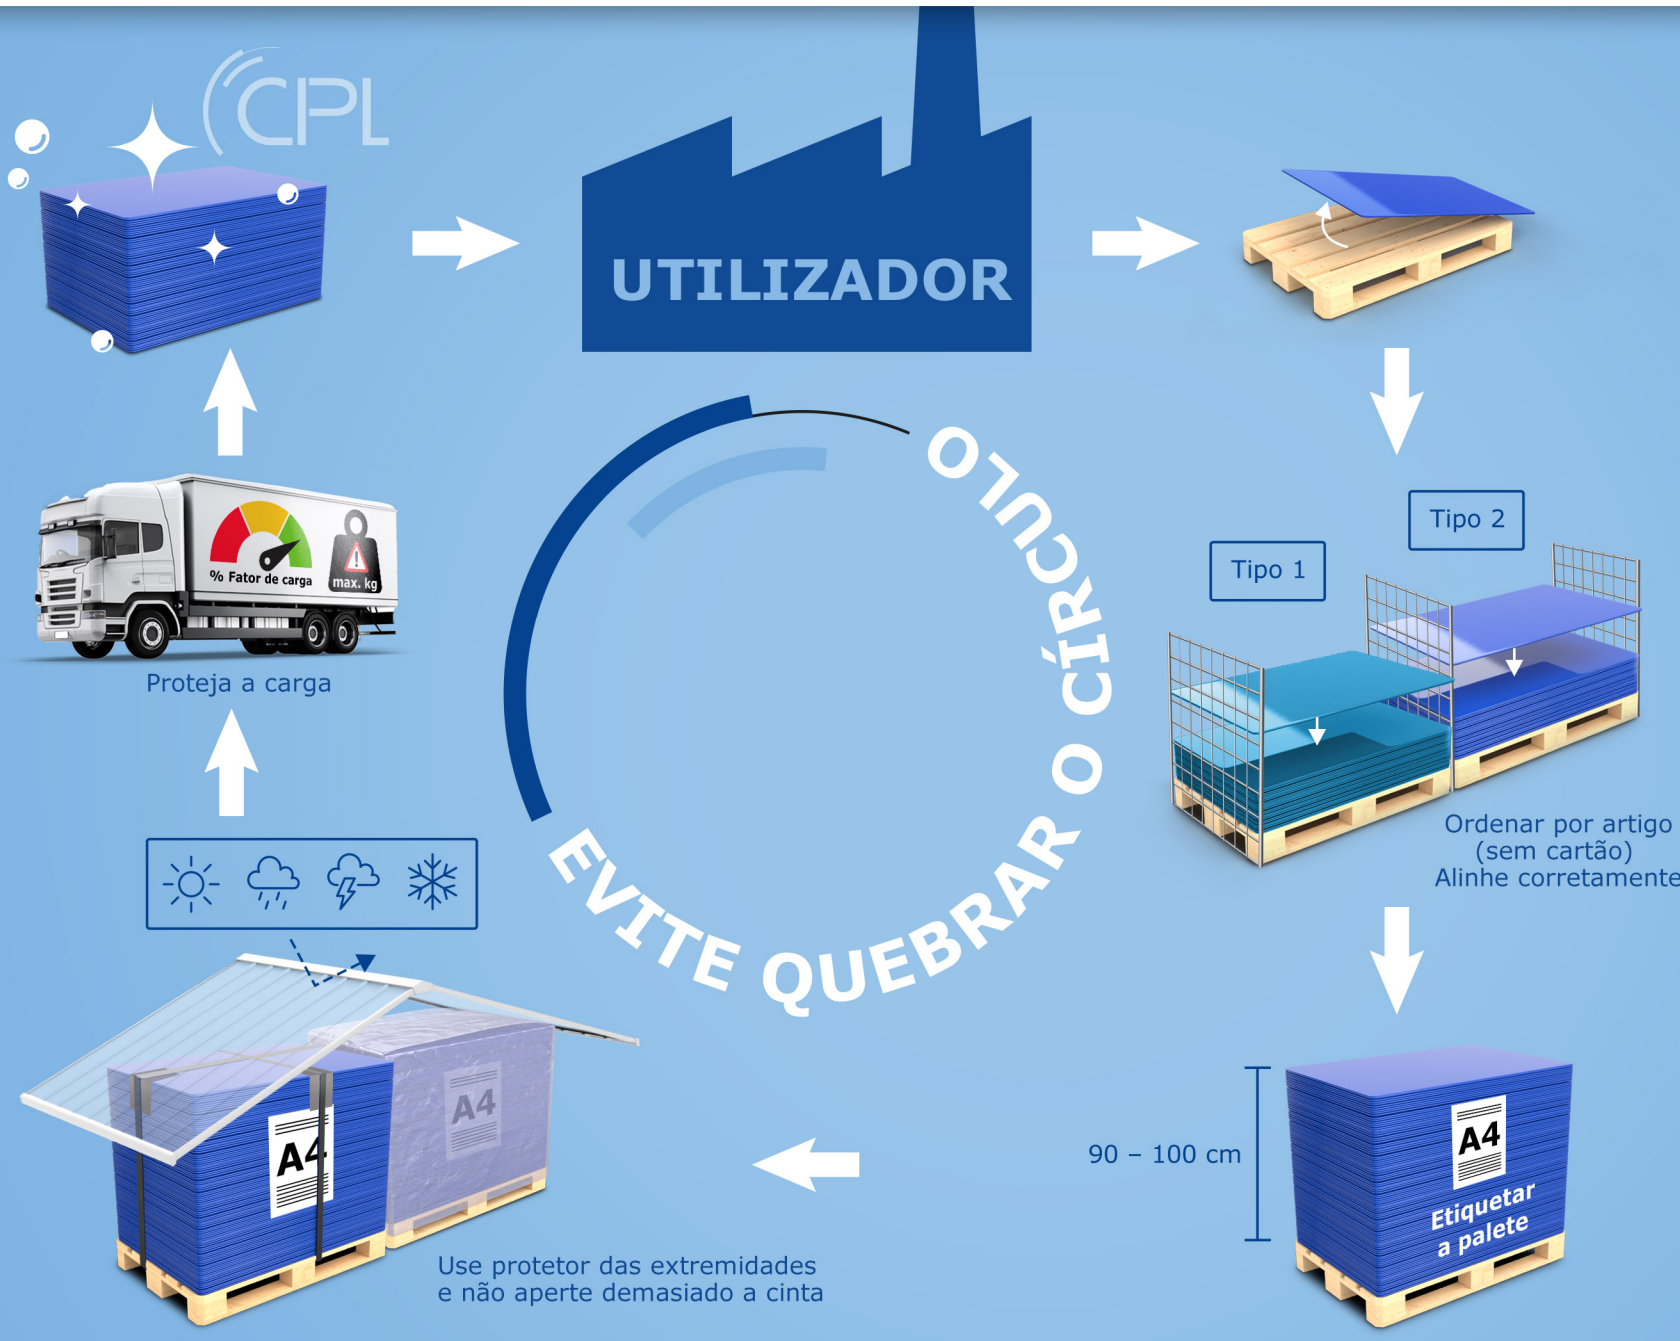 CPL
UTILIZADOR
Tipo 2
Tipo 1
Ordenar por artigo
(sem cartão)
Alinhe corretamente
90 – 100 cm
A4
Etiquetar
a palete
A4
A4
Use protetor das extremidades
e não aperte demasiado a cinta
% Fator de carga
max. kg
Proteja a carga
EVITE QUEBRAR O CÍRCULO